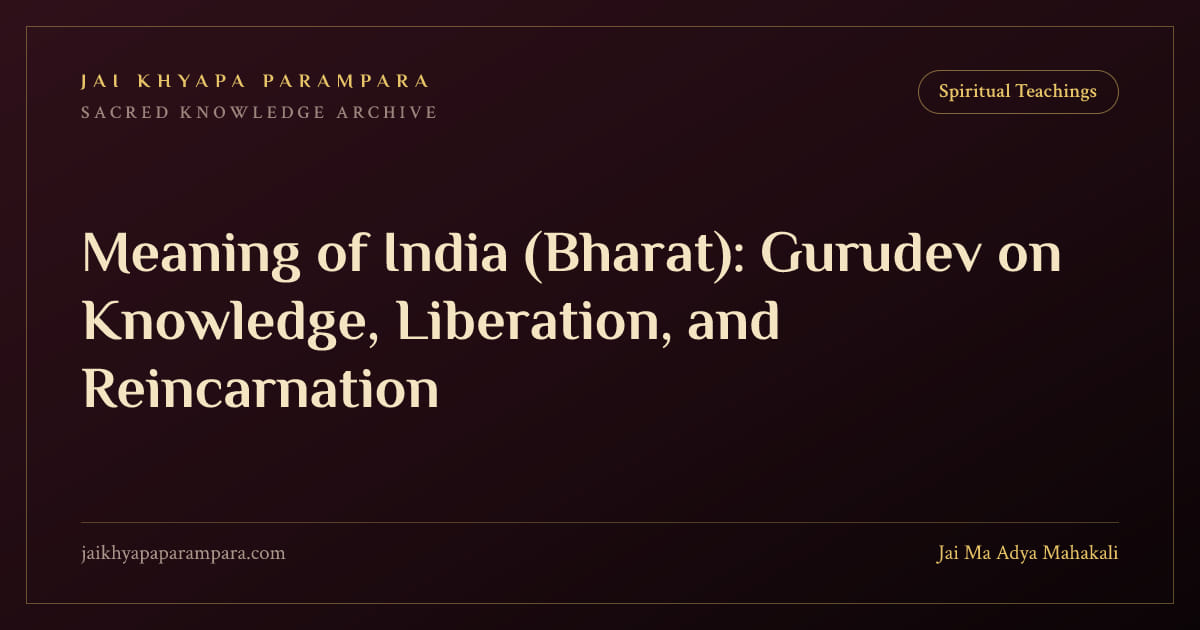 JAI KHYAPA PARAMPARA
SACRED KNOWLEDGE ARCHIVE
Spiritual Teachings
Meaning of India (Bharat): Gurudev on
Knowledge, Liberation, and
Reincarnation
jaikhyapaparampara.com
Jai Ma Adya Mahakali